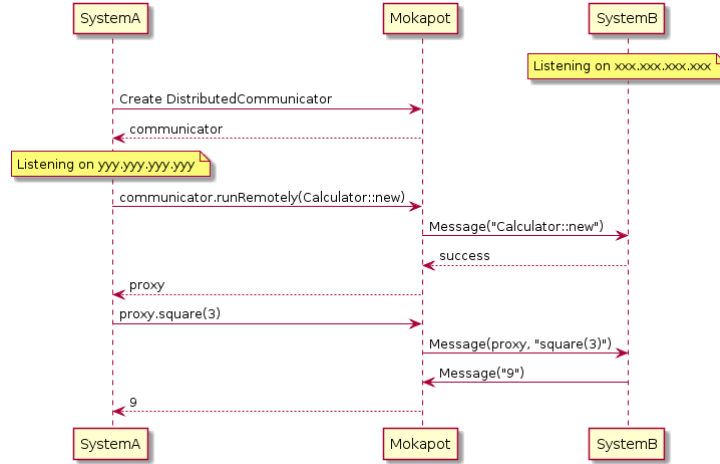 SystemA
Mokapot
SystemB
Listening on xxx.xxx.xxx.xxx
Create DistributedCommunicator
communicator
Listening on yyy.yyy.yyy.yyy
communicator.runRemotely(Calculator::new)
Message("Calculator::new")
success
proxy
proxy.square(3)
Message(proxy, "square(3)")
Message("9")
9
SystemA
Mokapot
SystemB